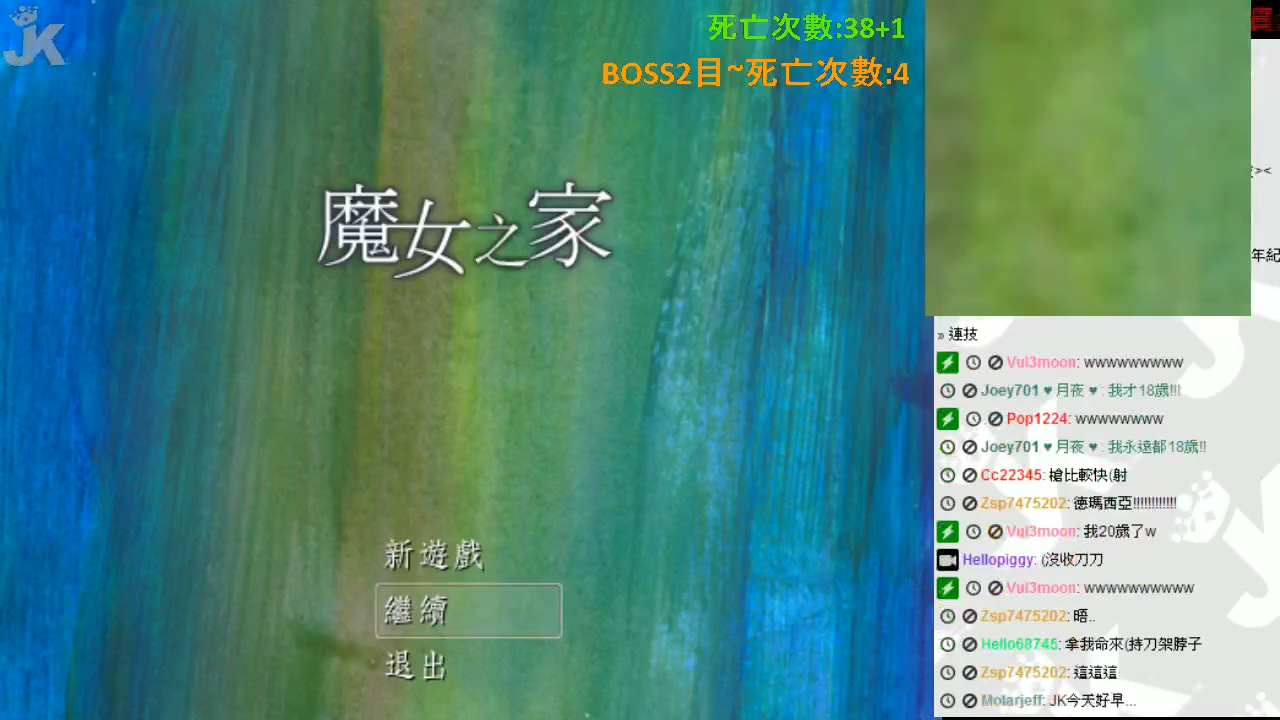 JK
死亡次數:38+1
BOSS2目~死亡次數:4
魔女之家
新遊戲
繼續
退出
><
年紀
» 連技
Vul3moon: wwwwwwwww
Joey701 ♥ 月夜 ♥ : 我才18歲!!!
Pop1224: wwwwwwww
Joey701 ♥ 月夜 ♥ : 我永遠都18歲!!
Cc22345: 槍比較快(射
Zsp7475202: 德瑪西亞!!!!!!!!!!!
Vul3moon: 我20歲了w
Hellopiggy: (沒收刀刀
Vul3moon: wwwwwwwwww
Zsp7475202: 晤..
Hello68745: 拿我命來(持刀架脖子
Zsp7475202: 這這這
Molarjeff: JK今天好早...